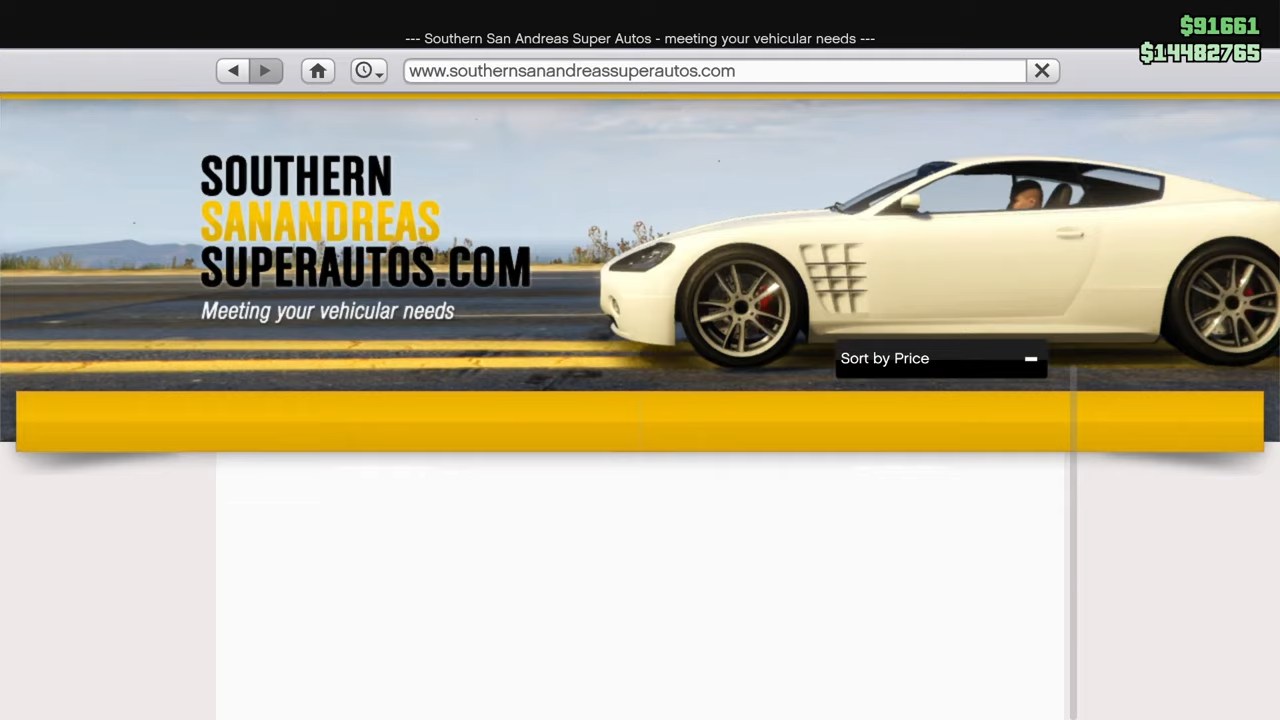 $91661
--- Southern San Andreas Super Autos - meeting your vehicular needs ---
$14482765
www.southernsanandreassuperautos.com
SOUTHERN
SANANDREAS
SUPERAUTOS.COM
Meeting your vehicular needs
Sort by Price